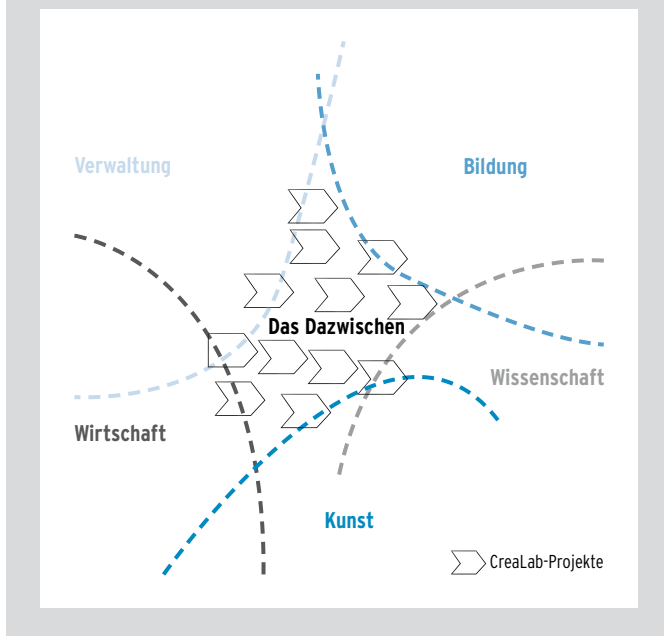 Verwaltung
Bildung
Das Dazwischen
Wissenschaft
Wirtschaft
Kunst
CreaLab-Projekte